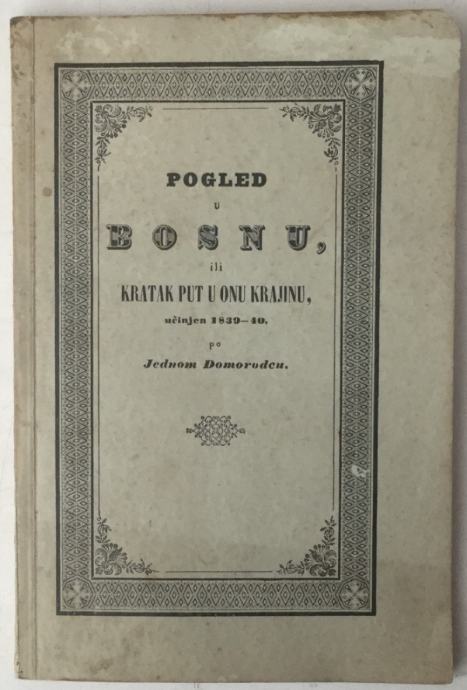 POGLED
U
BOSNU,
ili
KRATAK PUT U ONU KRAJINU,
učinjen 1839—40.
po
Jednom Domorodcu.